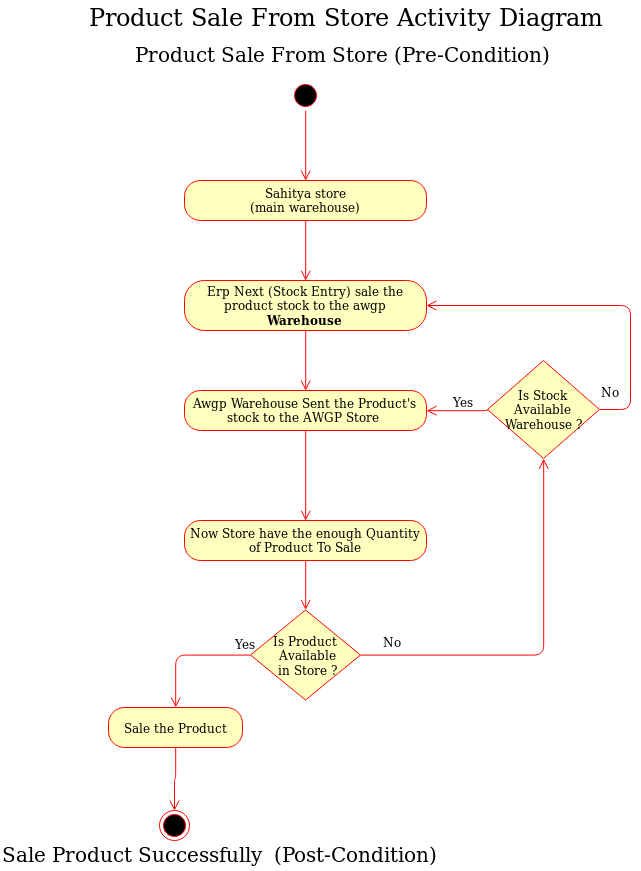 Product Sale From Store Activity Diagram
Product Sale From Store (Pre-Condition)
Sahitya store
(main warehouse)
Erp Next (Stock Entry) sale the
product stock to the awgp
Warehouse
Is Stock
Available
Warehouse ?
No
Yes
Awgp Warehouse Sent the Product's
stock to the AWGP Store
Now Store have the enough Quantity
of Product To Sale
Is Product
Available
in Store ?
Yes
No
Sale the Product
Sale Product Successfully  (Post-Condition)